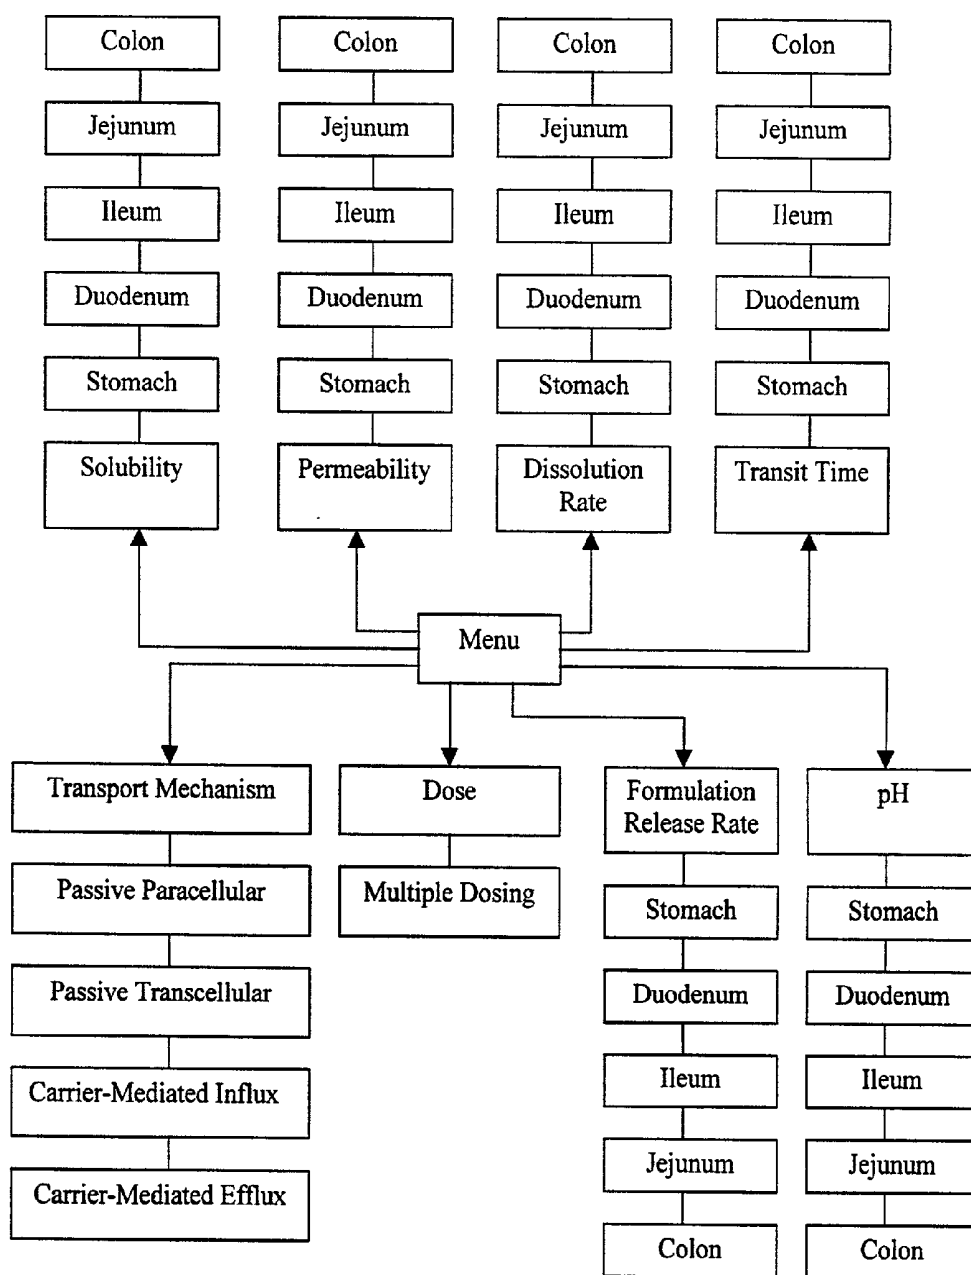 Colon
Colon
Colon
Colon
Jejunum
Jejunum
Jejunum
Jejunum
Ileum
Ileum
Ileum
Ileum
Duodenum
Duodenum
Duodenum
Duodenum
Stomach
Stomach
Stomach
Stomach
Solubility
Permeability
Dissolution
Rate
Transit Time
Menu
Transport Mechanism
Dose
Formulation
Release Rate
pH
Passive Paracellular
Multiple Dosing
Stomach
Stomach
Passive Transcellular
Duodenum
Duodenum
Carrier-Mediated Influx
Ileum
Ileum
Carrier-Mediated Efflux
Jejunum
Jejunum
Colon
Colon